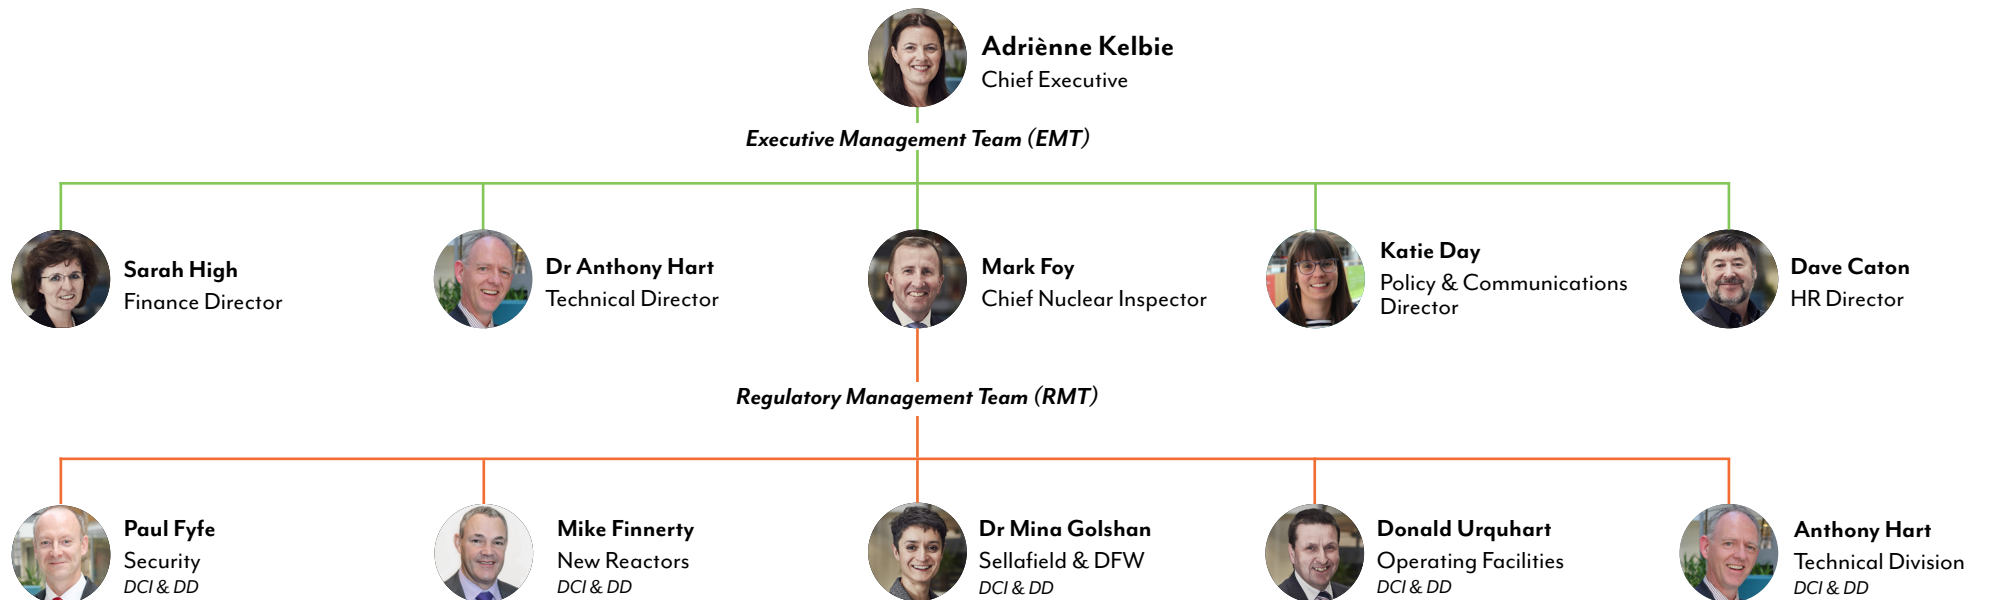 Adriènne Kelbie
Chief Executive
Executive Management Team (EMT)
Sarah High
Finance Director
Dr Anthony Hart
Technical Director
Mark Foy
Chief Nuclear Inspector
Katie Day
Policy & Communications
Director
Dave Caton
HR Director
Regulatory Management Team (RMT)
Paul Fyfe
Security
DCI & DD
Mike Finnerty
New Reactors
DCI & DD
Dr Mina Golshan
Sellafield & DFW
DCI & DD
Donald Urquhart
Operating Facilities
DCI & DD
Anthony Hart
Technical Division
DCI & DD